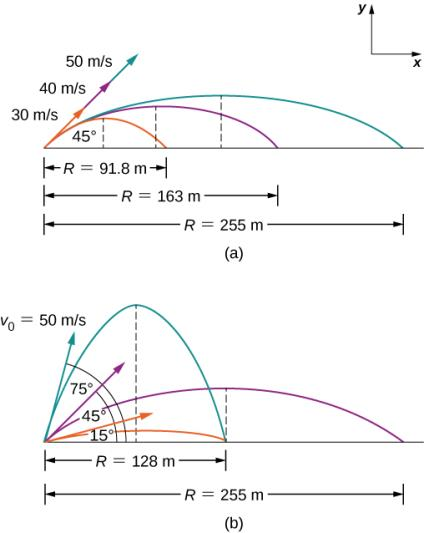 y
x
50 m/s
40 m/s
30 m/s
45°
R = 91.8 m
R = 163 m
R = 255 m
(a)
v₀ = 50 m/s
75°
45°
15°
R = 128 m
R = 255 m
(b)